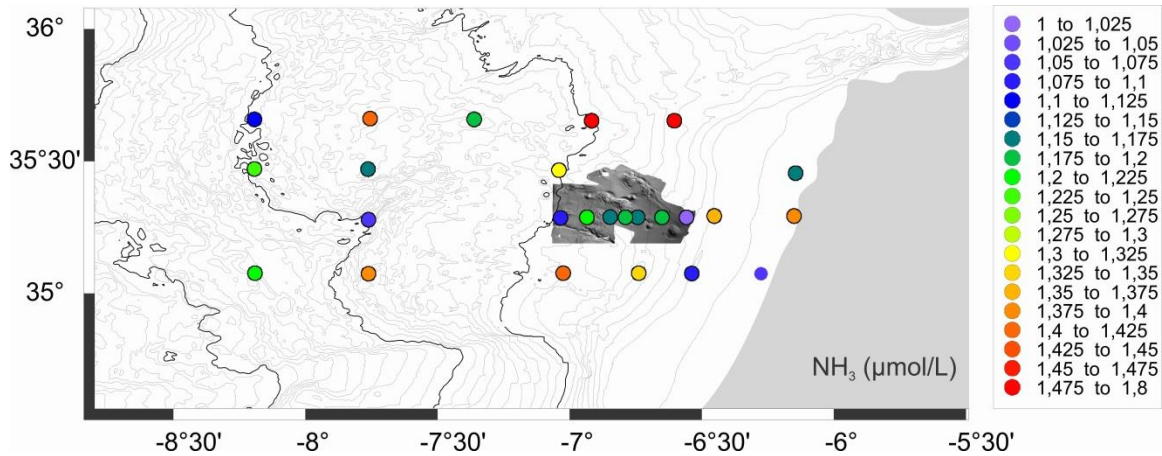 36°
35°30'
35°
-8°30'
-8°
-7°30'
-7°
-6°30'
-6°
-5°30'
NH₃ (µmol/L)
1 to 1,025
1,025 to 1,05
1,05 to 1,075
1,075 to 1,1
1,1 to 1,125
1,125 to 1,15
1,15 to 1,175
1,175 to 1,2
1,2 to 1,225
1,225 to 1,25
1,25 to 1,275
1,275 to 1,3
1,3 to 1,325
1,325 to 1,35
1,35 to 1,375
1,375 to 1,4
1,4 to 1,425
1,425 to 1,45
1,45 to 1,475
1,475 to 1,8